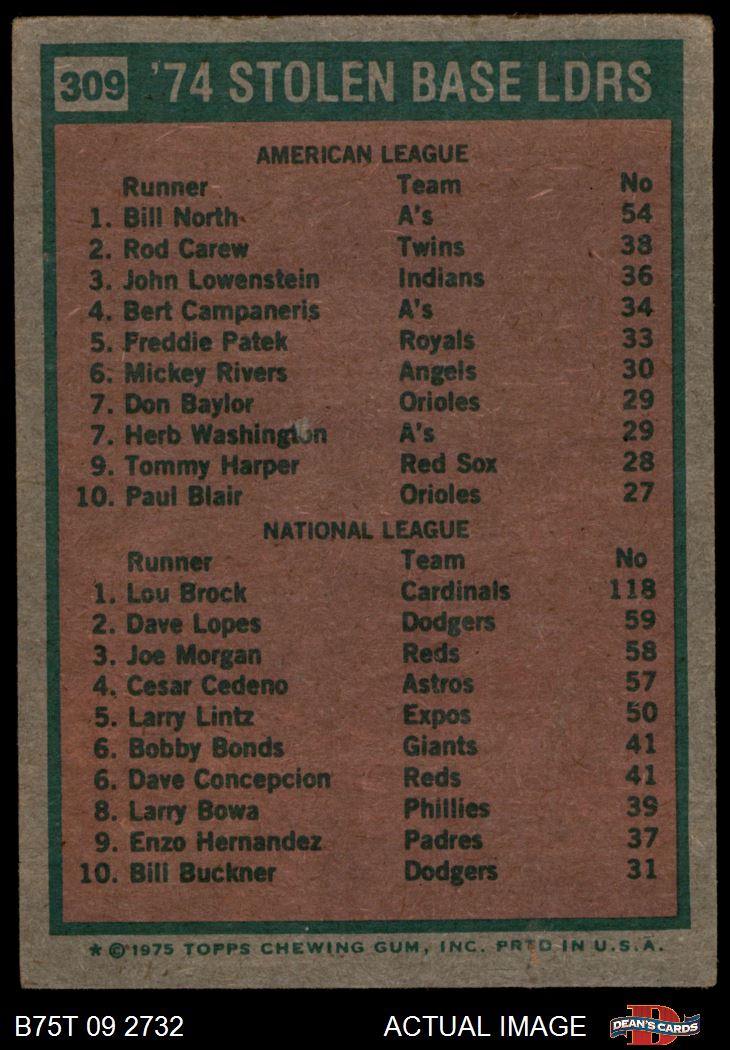 309 '74 STOLEN BASE LDRS
AMERICAN LEAGUE
Runner Team No
1. Bill North A's 54
2. Rod Carew Twins 38
3. John Lowenstein Indians 36
4. Bert Campaneris A's 34
5. Freddie Patek Royals 33
6. Mickey Rivers Angels 30
7. Don Baylor Orioles 29
7. Herb Washington A's 29
9. Tommy Harper Red Sox 28
10. Paul Blair Orioles 27
NATIONAL LEAGUE
Runner Team No
1. Lou Brock Cardinals 118
2. Dave Lopes Dodgers 59
3. Joe Morgan Reds 58
4. Cesar Cedeno Astros 57
5. Larry Lintz Expos 50
6. Bobby Bonds Giants 41
6. Dave Concepcion Reds 41
8. Larry Bowa Phillies 39
9. Enzo Hernandez Padres 37
10. Bill Buckner Dodgers 31
* © 1975 TOPPS CHEWING GUM, INC. PRTD IN U.S.A.
B75T 09 2732 ACTUAL IMAGE D DEAN'S CARDS